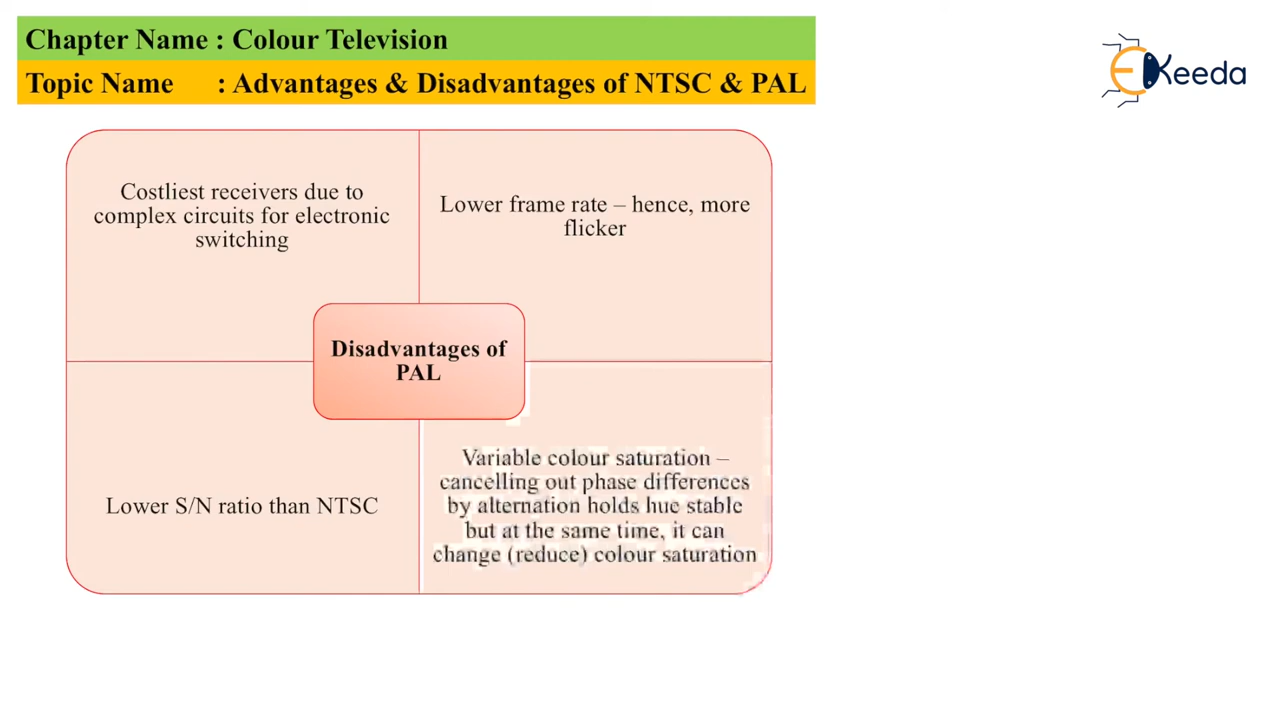 Chapter Name : Colour Television
Topic Name : Advantages & Disadvantages of NTSC & PAL
EKeeda
Costliest receivers due to
complex circuits for electronic
switching
Lower frame rate – hence, more
flicker
Disadvantages of
PAL
Lower S/N ratio than NTSC
Variable colour saturation –
cancelling out phase differences
by alternation holds hue stable
but at the same time, it can
change (reduce) colour saturation